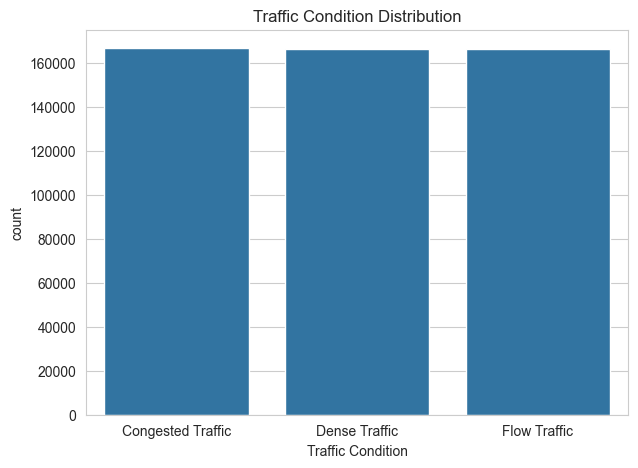 Traffic Condition Distribution
160000
140000
120000
100000
80000
60000
40000
20000
0
count
Congested Traffic
Dense Traffic
Flow Traffic
Traffic Condition